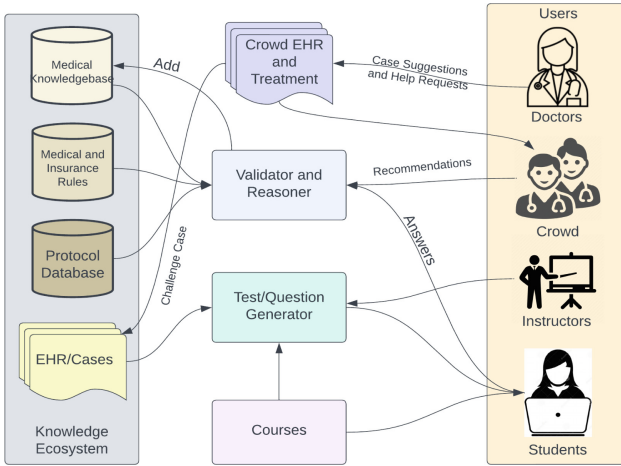 Users
Crowd EHR
and
Treatment
Case Suggestions
and Help Requests
Doctors
Medical
Knowledgebase
Add
Medical and
Insurance
Rules
Validator and
Reasoner
Recommendations
Crowd
Protocol
Database
Challenge Case
Answers
Test/Question
Generator
Instructors
EHR/Cases
Courses
Knowledge
Ecosystem
Students